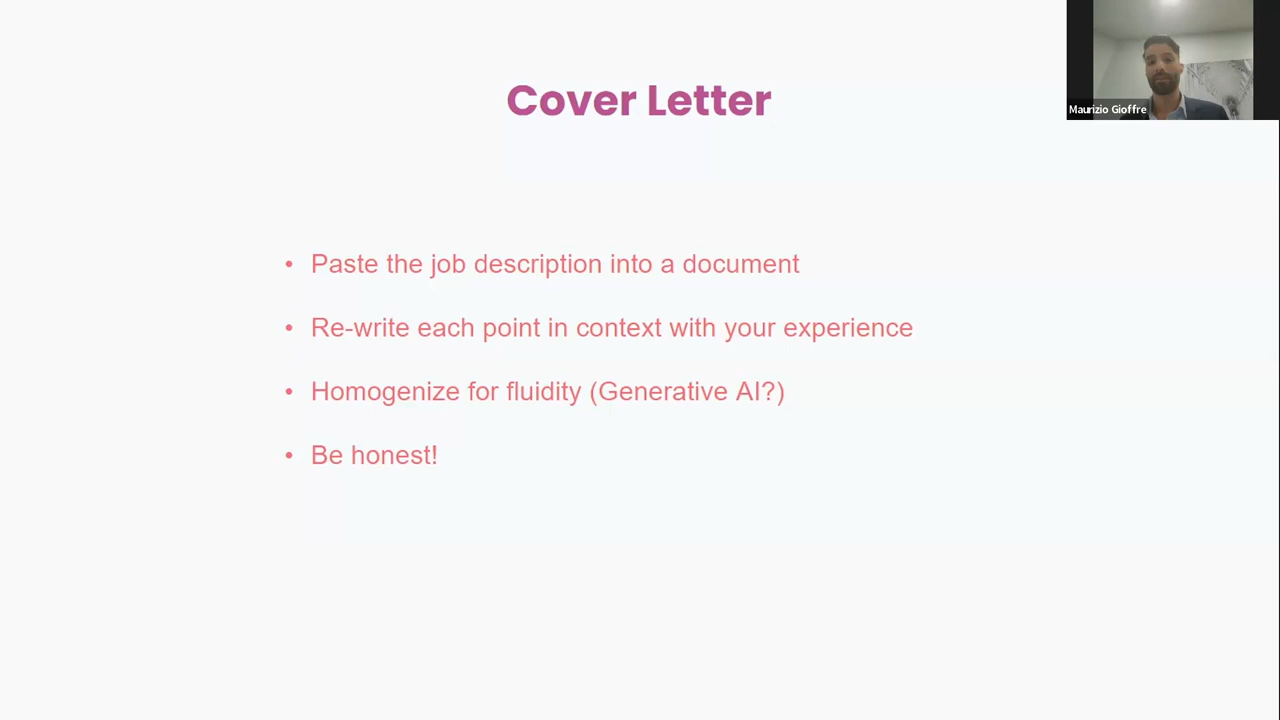 Cover Letter
Maurizio Gioffre
• Paste the job description into a document
• Re-write each point in context with your experience
• Homogenize for fluidity (Generative AI?)
• Be honest!